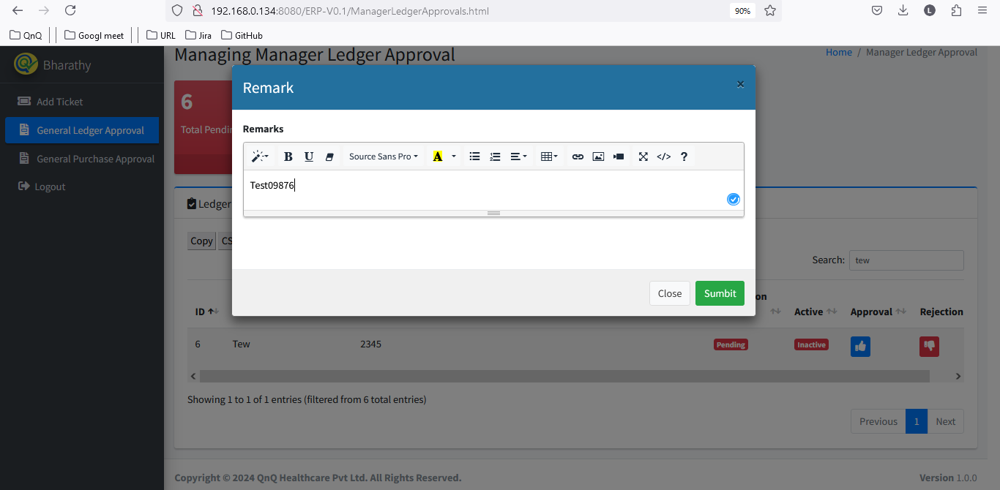 192.168.0.134:8080/ERP-V0.1/ManagerLedgerApprovals.html
90%
L
QnQ
Googl meet
URL
Jira
GitHub
Bharathy
Managing Manager Ledger Approval
Home / Manager Ledger Approval
Add Ticket
General Ledger Approval
General Purchase Approval
Logout
6
Total Pendin
Remark
×
Remarks
B U Source Sans Pro A </> ?
Test09876
Close
Sumbit
Ledger
Copy
CS
Search: tew
on
ID Active Approval Rejection
6 Tew 2345 Pending Inactive
Showing 1 to 1 of 1 entries (filtered from 6 total entries)
Previous 1 Next
Copyright © 2024 QnQ Healthcare Pvt Ltd. All Rights Reserved.
Version 1.0.0